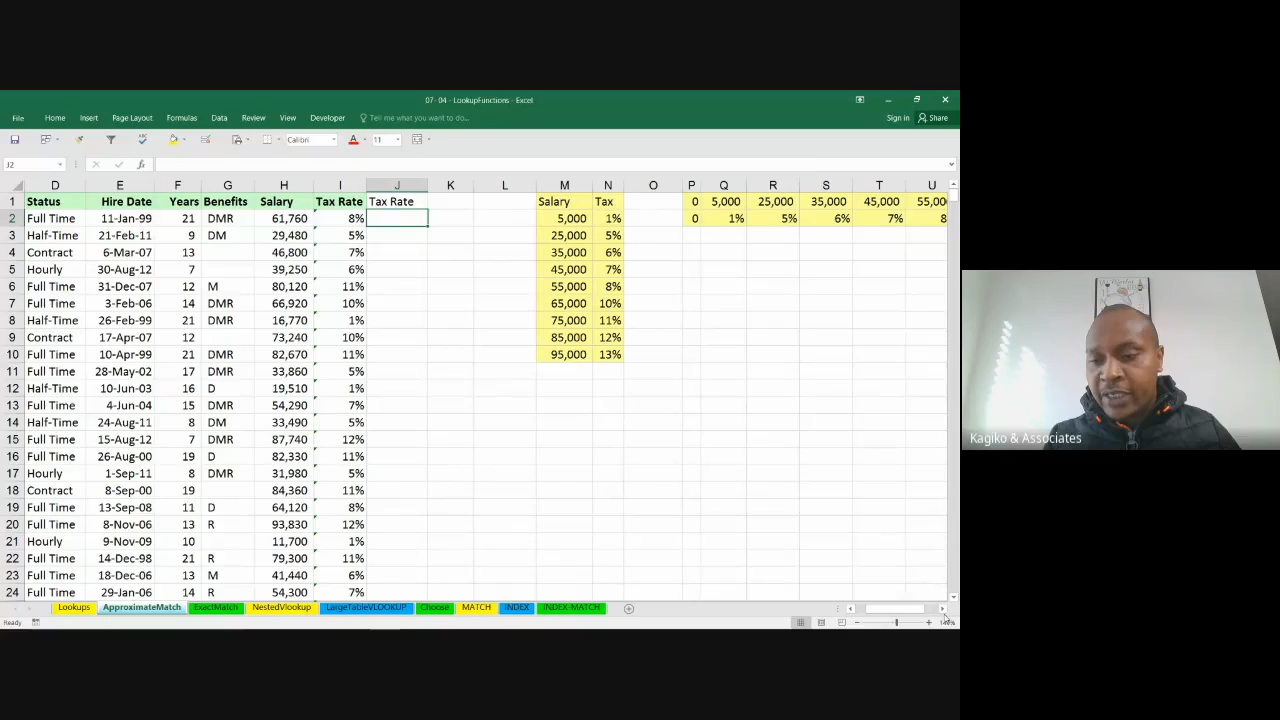 07- 04 - LookupFunctions - Excel
File Home Insert Page Layout Formulas Data Review View Developer Tell me what you want to do... Sign in Share
Calibri 11
J2
D E F G H I J K L M N O P Q R S T U
1 Status Hire Date Years Benefits Salary Tax Rate Tax Rate Salary Tax 0 5,000 25,000 35,000 45,000 55,00
2 Full Time 11-Jan-99 21 DMR 61,760 8% 5,000 1% 0 1% 5% 6% 7% 8
3 Half-Time 21-Feb-11 9 DM 29,480 5% 25,000 5%
4 Contract 6-Mar-07 13 46,800 7% 35,000 6%
5 Hourly 30-Aug-12 7 39,250 6% 45,000 7%
6 Full Time 31-Dec-07 12 M 80,120 11% 55,000 8%
7 Full Time 3-Feb-06 14 DMR 66,920 10% 65,000 10%
8 Half-Time 26-Feb-99 21 DMR 16,770 1% 75,000 11%
9 Contract 17-Apr-07 12 73,240 10% 85,000 12%
10 Full Time 10-Apr-99 21 DMR 82,670 11% 95,000 13%
11 Full Time 28-May-02 17 DMR 33,860 5%
12 Half-Time 10-Jun-03 16 D 19,510 1%
13 Full Time 4-Jun-04 15 DMR 54,290 7%
14 Half-Time 24-Aug-11 8 DM 33,490 5%
15 Full Time 15-Aug-12 7 DMR 87,740 12%
16 Full Time 26-Aug-00 19 D 82,330 11%
17 Hourly 1-Sep-11 8 DMR 31,980 5%
18 Contract 8-Sep-00 19 84,360 11%
19 Full Time 13-Sep-08 11 D 64,120 8%
20 Full Time 8-Nov-06 13 R 93,830 12%
21 Hourly 9-Nov-09 10 11,700 1%
22 Full Time 14-Dec-98 21 R 79,300 11%
23 Full Time 18-Dec-06 13 M 41,440 6%
24 Full Time 29-Jan-06 14 R 54,300 7%
Lookups ApproximateMatch ExactMatch NestedVlookup LargeTableVLOOKUP Choose MATCH INDEX INDEX-MATCH
Ready
Kagiko & Associates